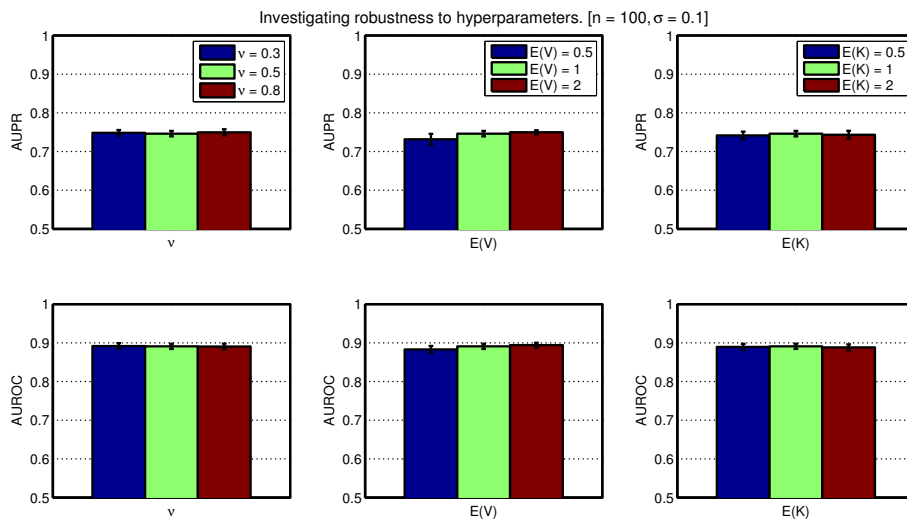 Investigating robustness to hyperparameters. [n = 100, σ = 0.1]
1
0.9
0.8
0.7
0.6
0.5
AUPR
ν
ν = 0.3
ν = 0.5
ν = 0.8
1
0.9
0.8
0.7
0.6
0.5
AUPR
E(V)
E(V) = 0.5
E(V) = 1
E(V) = 2
1
0.9
0.8
0.7
0.6
0.5
AUPR
E(K)
E(K) = 0.5
E(K) = 1
E(K) = 2
1
0.9
0.8
0.7
0.6
0.5
AUROC
ν
1
0.9
0.8
0.7
0.6
0.5
AUROC
E(V)
1
0.9
0.8
0.7
0.6
0.5
AUROC
E(K)